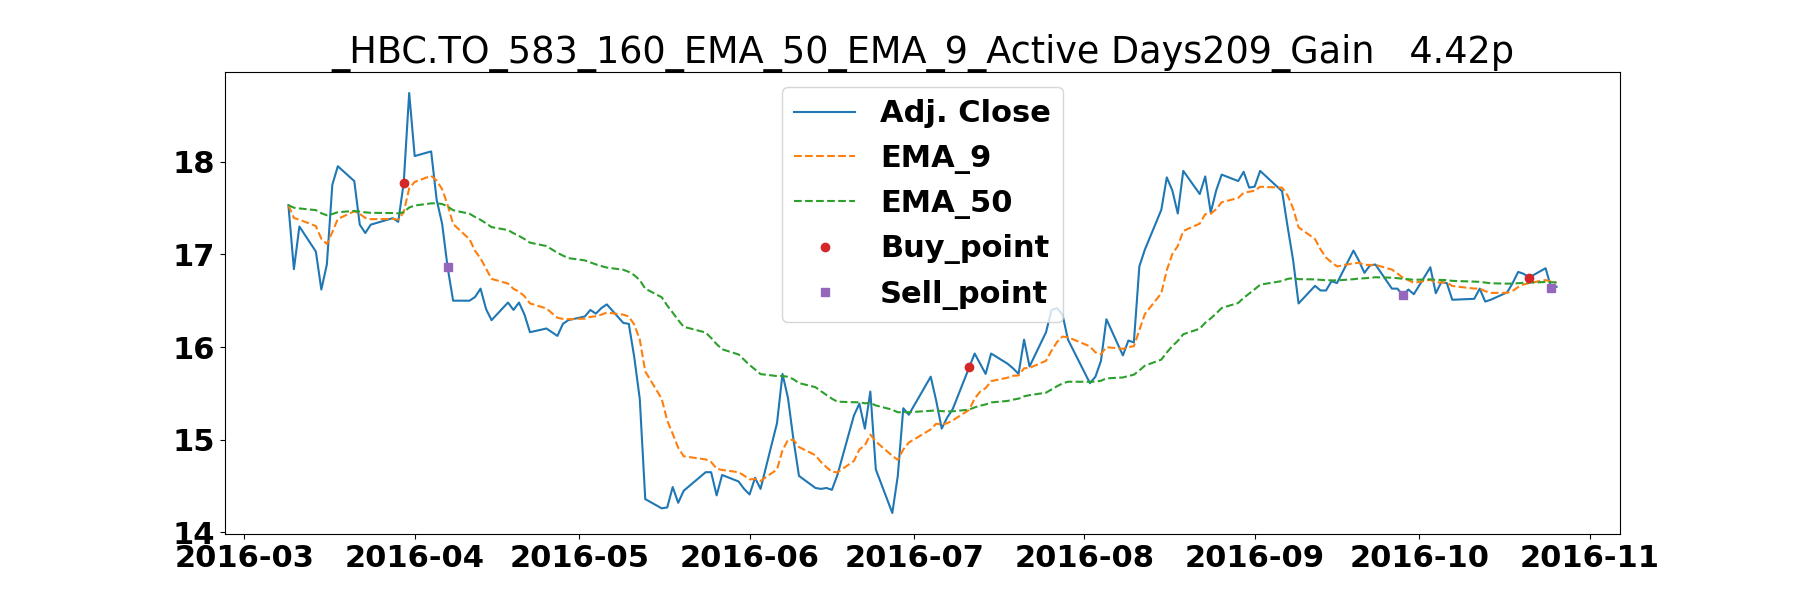 _HBC.TO_583_160_EMA_50_EMA_9_Active Days209_Gain   4.42p
Adj. Close
EMA_9
EMA_50
Buy_point
Sell_point
18
17
16
15
14
2016-03 2016-04 2016-05 2016-06 2016-07 2016-08 2016-09 2016-10 2016-11